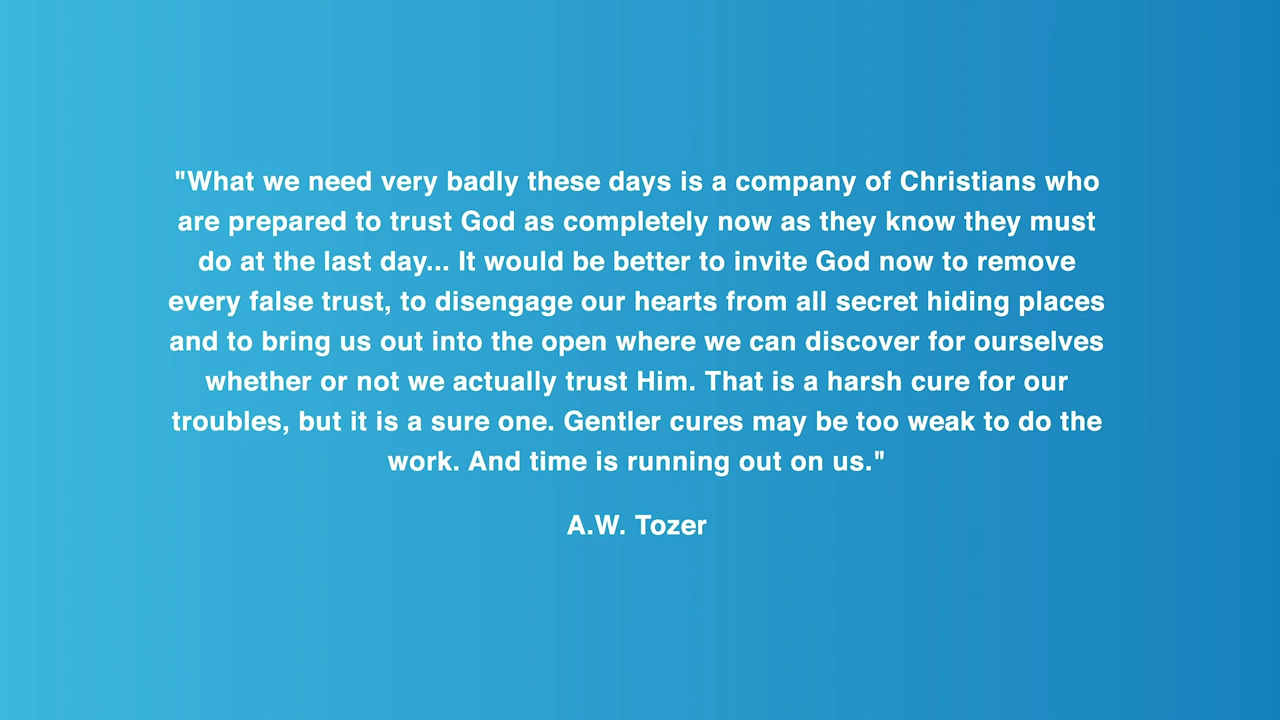 "What we need very badly these days is a company of Christians who
are prepared to trust God as completely now as they know they must
do at the last day... It would be better to invite God now to remove
every false trust, to disengage our hearts from all secret hiding places
and to bring us out into the open where we can discover for ourselves
whether or not we actually trust Him. That is a harsh cure for our
troubles, but it is a sure one. Gentler cures may be too weak to do the
work. And time is running out on us."
A.W. Tozer